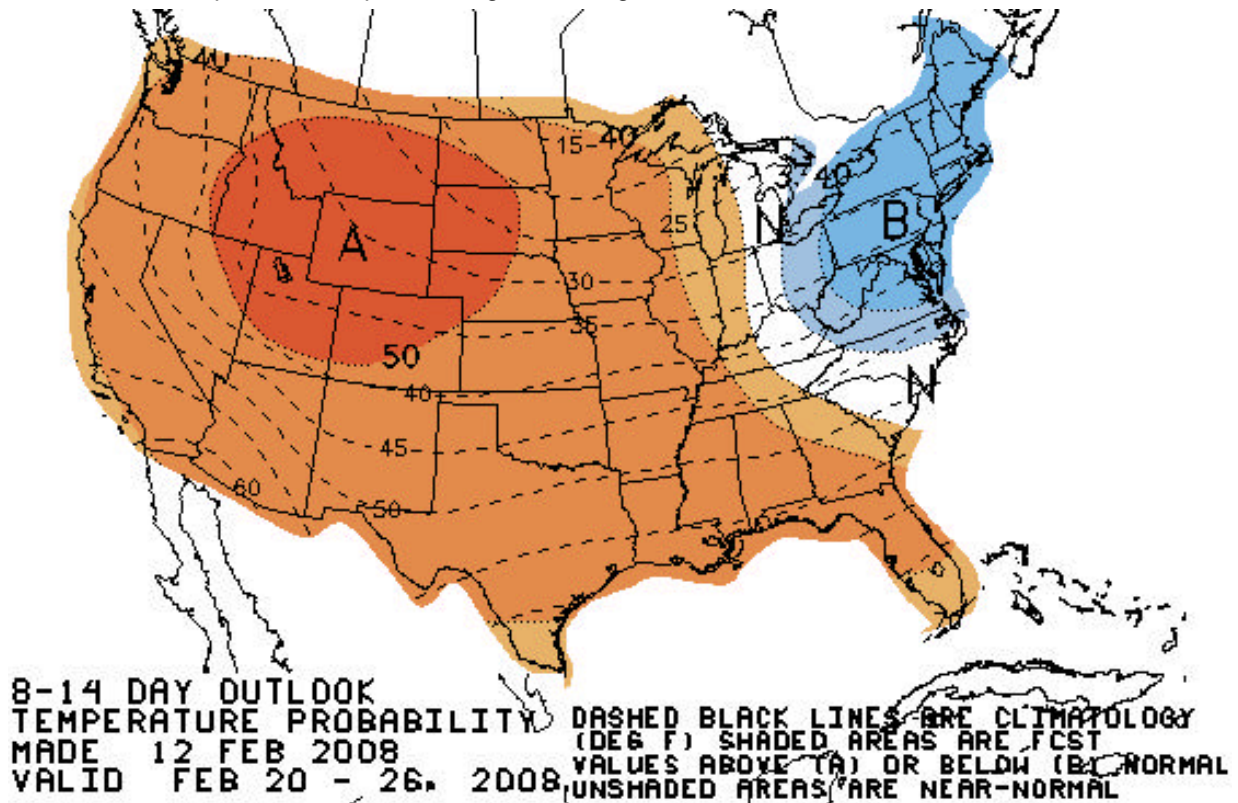 40
15-
40
40
25
N
B
A
30
35
50
40
N
45-
60
50
70
8-14 DAY OUTLOOK
TEMPERATURE PROBABILITY
MADE 12 FEB 2008
VALID FEB 20 - 26, 2008
DASHED BLACK LINES ARE CLIMATOLOGY
(DEG F) SHADED AREAS ARE FCST
VALUES ABOVE (A) OR BELOW (B) NORMAL
UNSHADED AREAS ARE NEAR-NORMAL